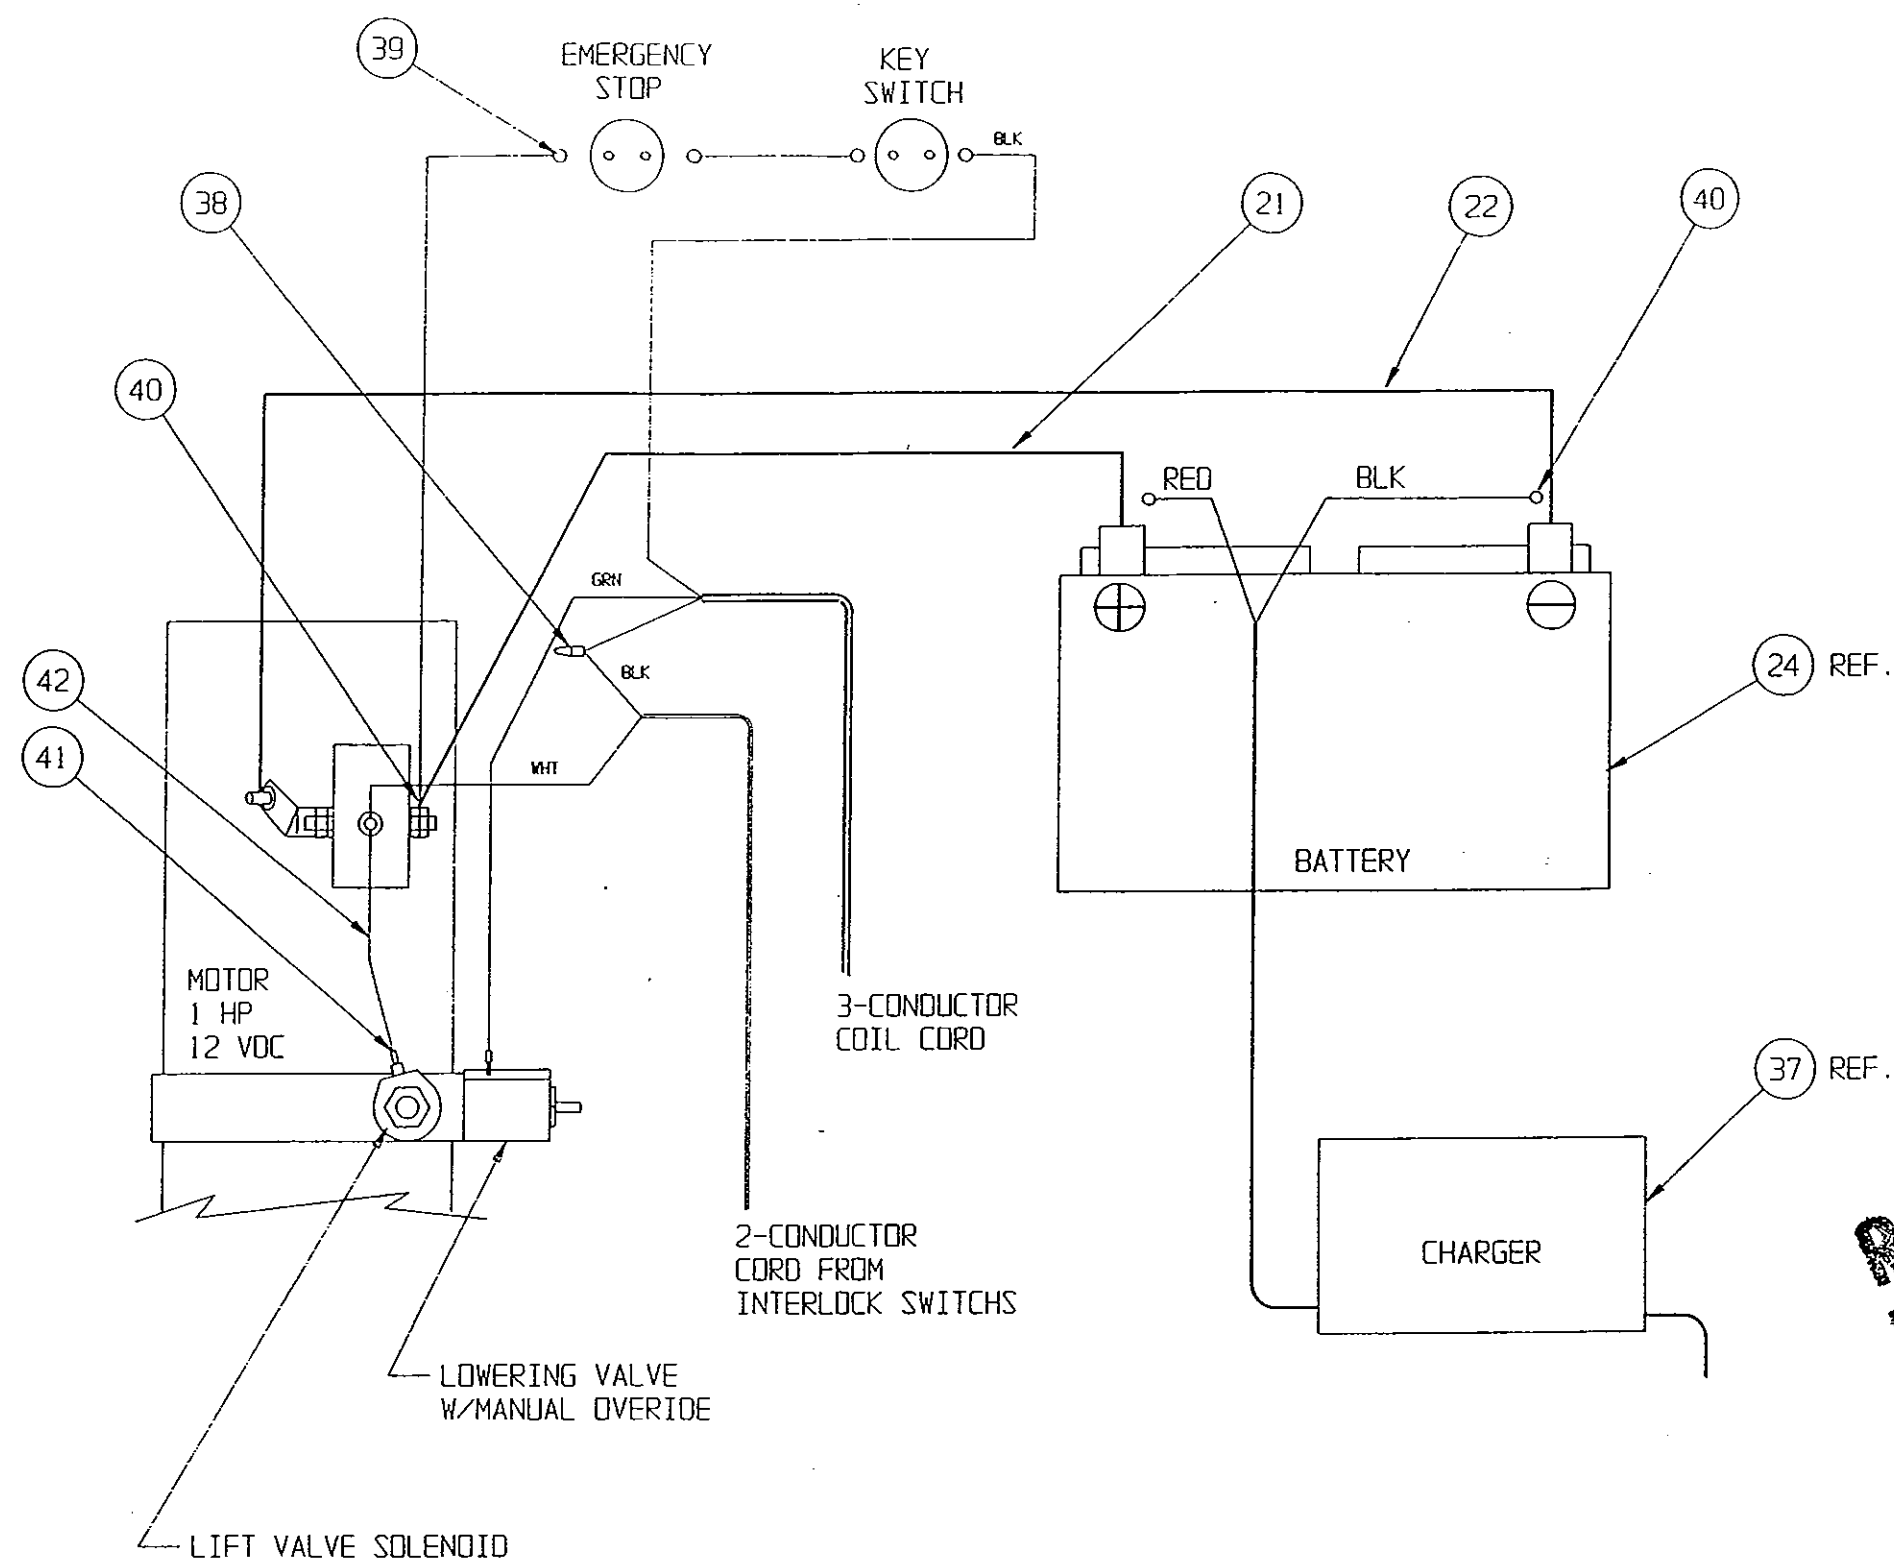 39
EMERGENCY
STOP
KEY
SWITCH
BLK
38
21
22
40
40
RED
BLK
GRN
BLK
42
24 REF.
41
WHT
BATTERY
MOTOR
1 HP
12 VDC
3-CONDUCTOR
COIL CORD
37 REF.
2-CONDUCTOR
CORD FROM
INTERLOCK SWITCHS
CHARGER
LOWERING VALVE
W/MANUAL OVERIDE
LIFT VALVE SOLENOID